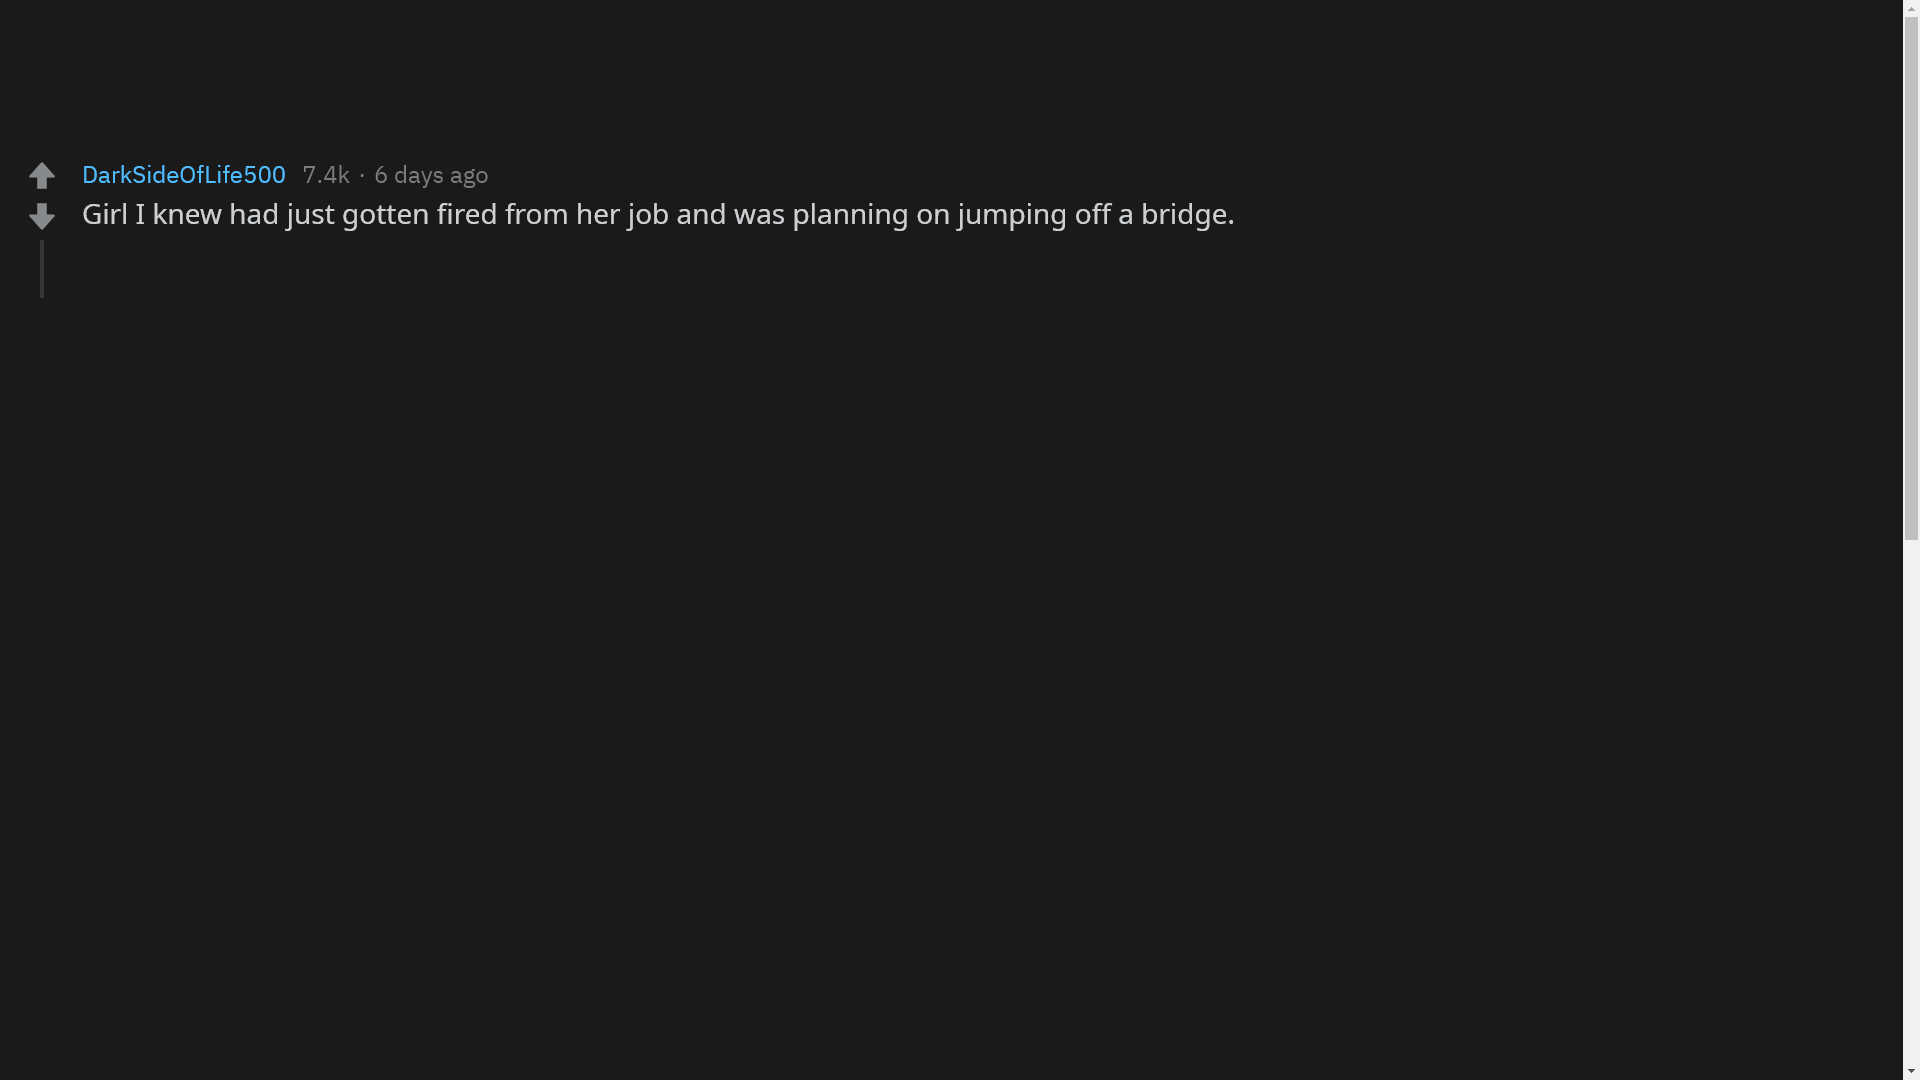 DarkSideOfLife500 7.4k · 6 days ago
Girl I knew had just gotten fired from her job and was planning on jumping off a bridge.